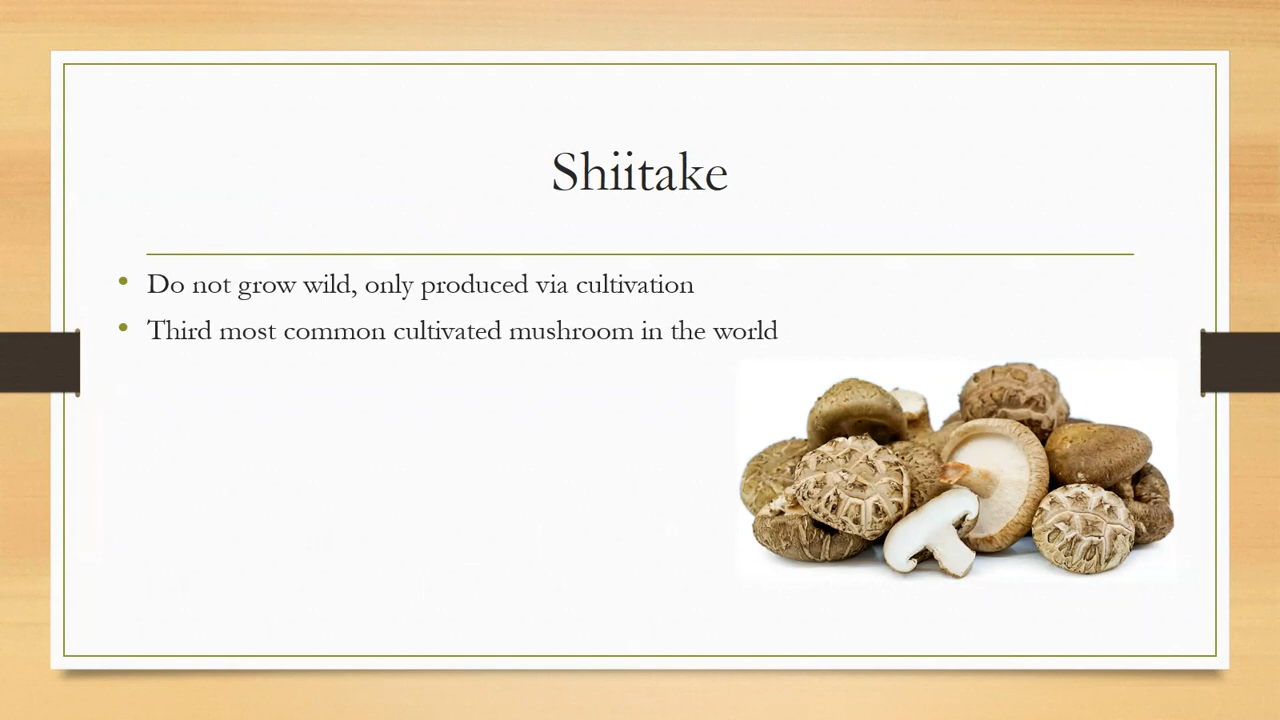 Shiitake
• Do not grow wild, only produced via cultivation
• Third most common cultivated mushroom in the world